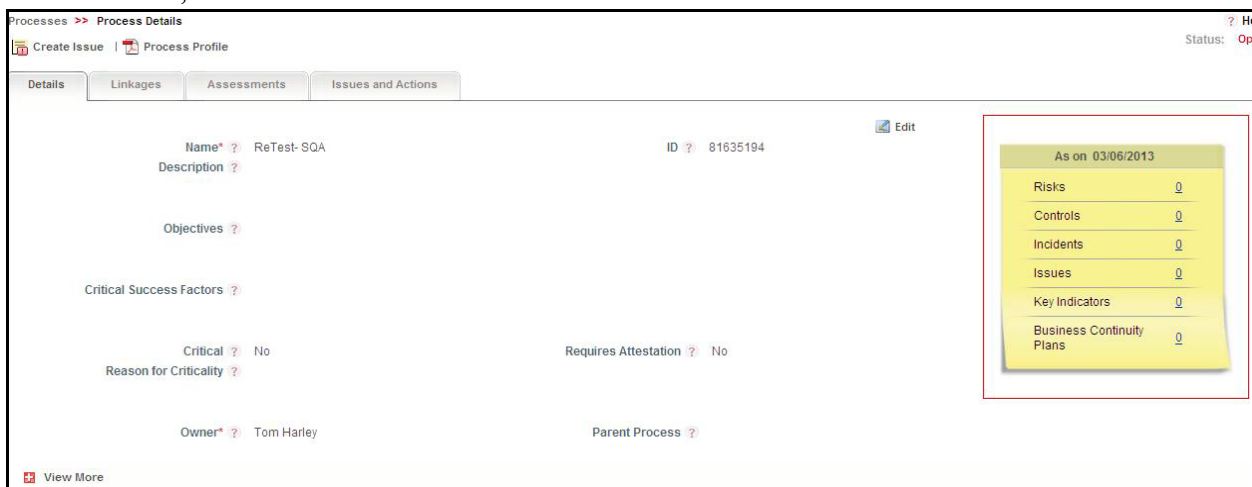 Processes >> Process Details
? He
Create Issue | Process Profile
Status: Op
Details Linkages Assessments Issues and Actions
Edit
Name* ? ReTest- SQA ID ? 81635194
Description ?
Objectives ?
Critical Success Factors ?
Critical ? No Requires Attestation ? No
Reason for Criticality ?
Owner* ? Tom Harley Parent Process ?
View More
As on 03/06/2013
Risks 0
Controls 0
Incidents 0
Issues 0
Key Indicators 0
Business Continuity
Plans 0